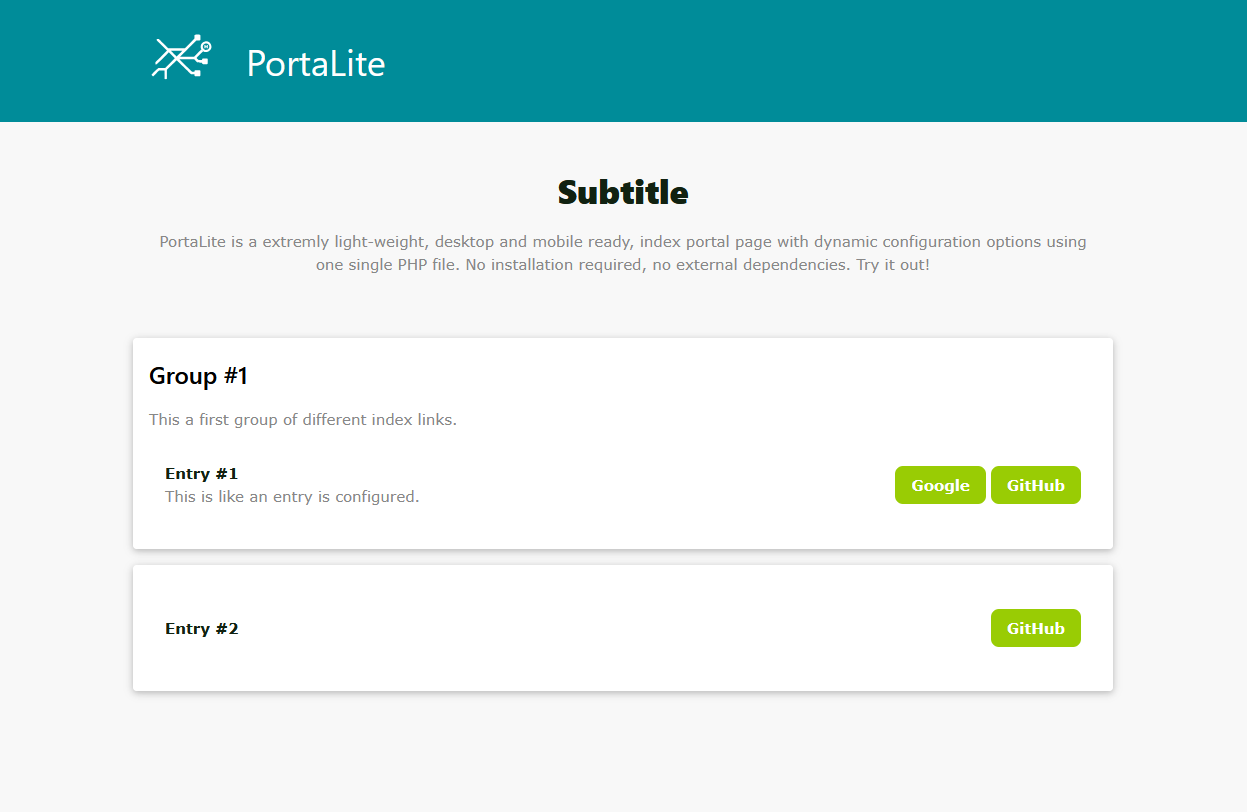 PortaLite
Subtitle
PortaLite is a extremly light-weight, desktop and mobile ready, index portal page with dynamic configuration options using
one single PHP file. No installation required, no external dependencies. Try it out!
Group #1
This a first group of different index links.
Entry #1
This is like an entry is configured.
Google GitHub
Entry #2
GitHub